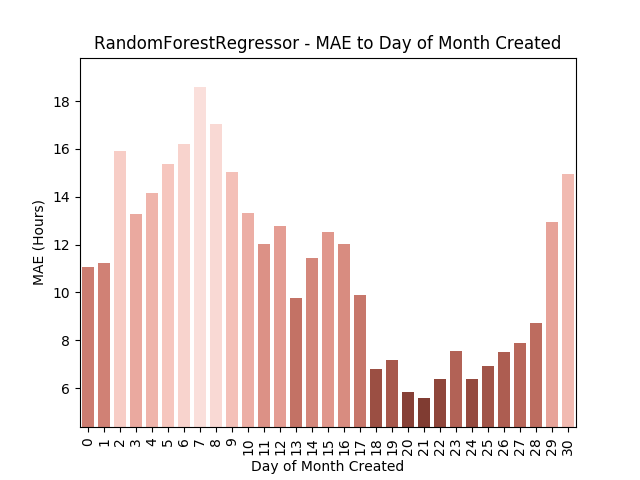 RandomForestRegressor - MAE to Day of Month Created
MAE (Hours)
18
16
14
12
10
8
6
0 1 2 3 4 5 6 7 8 9 10 11 12 13 14 15 16 17 18 19 20 21 22 23 24 25 26 27 28 29 30
Day of Month Created